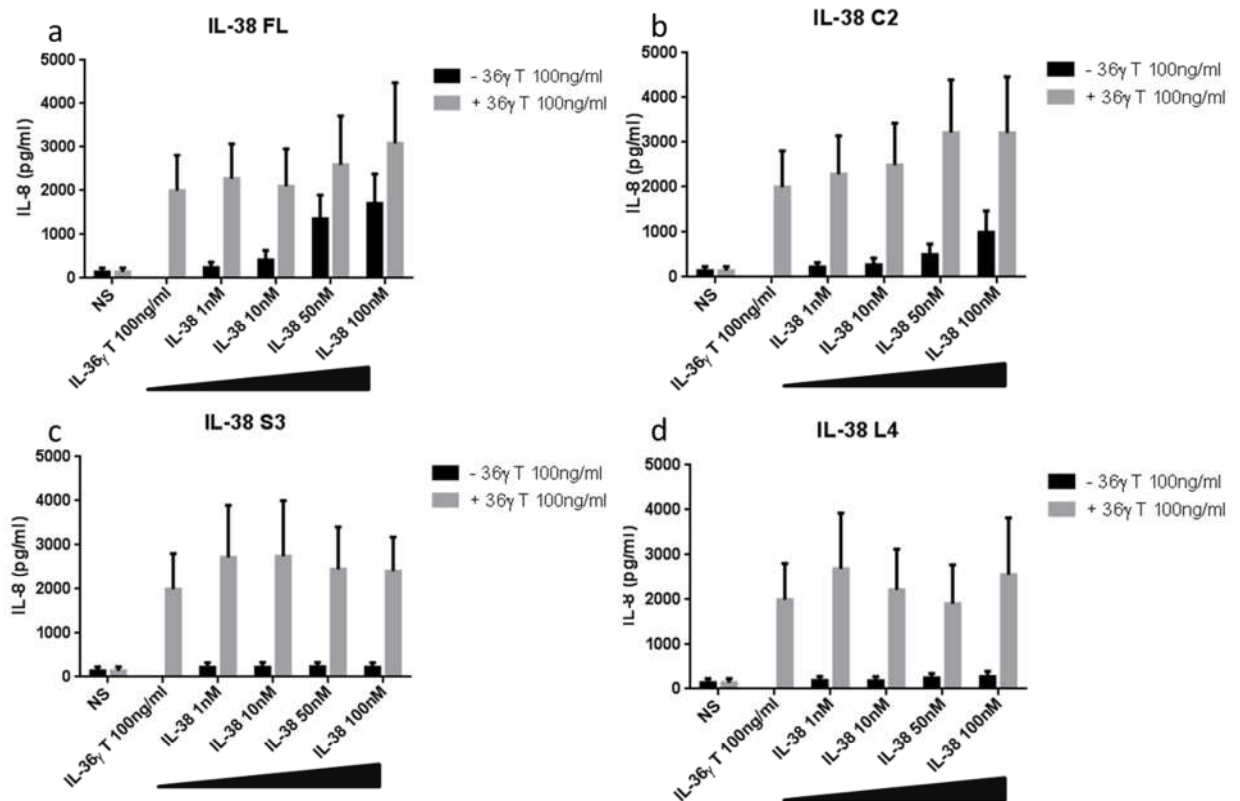 a
IL-38 FL
IL-8 (pg/ml)
5000
4000
3000
2000
1000
0
NS
IL-36γ T 100ng/ml
IL-38 1nM
IL-38 10nM
IL-38 50nM
IL-38 100nM
- 36γ T 100ng/ml
+ 36γ T 100ng/ml
b
IL-38 C2
IL-8 (pg/ml)
5000
4000
3000
2000
1000
0
NS
IL-36γ T 100ng/ml
IL-38 1nM
IL-38 10nM
IL-38 50nM
IL-38 100nM
- 36γ T 100ng/ml
+ 36γ T 100ng/ml
c
IL-38 S3
IL-8 (pg/ml)
5000
4000
3000
2000
1000
0
NS
IL-36γ T 100ng/ml
IL-38 1nM
IL-38 10nM
IL-38 50nM
IL-38 100nM
- 36γ T 100ng/ml
+ 36γ T 100ng/ml
d
IL-38 L4
IL-8 (pg/ml)
5000
4000
3000
2000
1000
0
NS
IL-36γ T 100ng/ml
IL-38 1nM
IL-38 10nM
IL-38 50nM
IL-38 100nM
- 36γ T 100ng/ml
+ 36γ T 100ng/ml